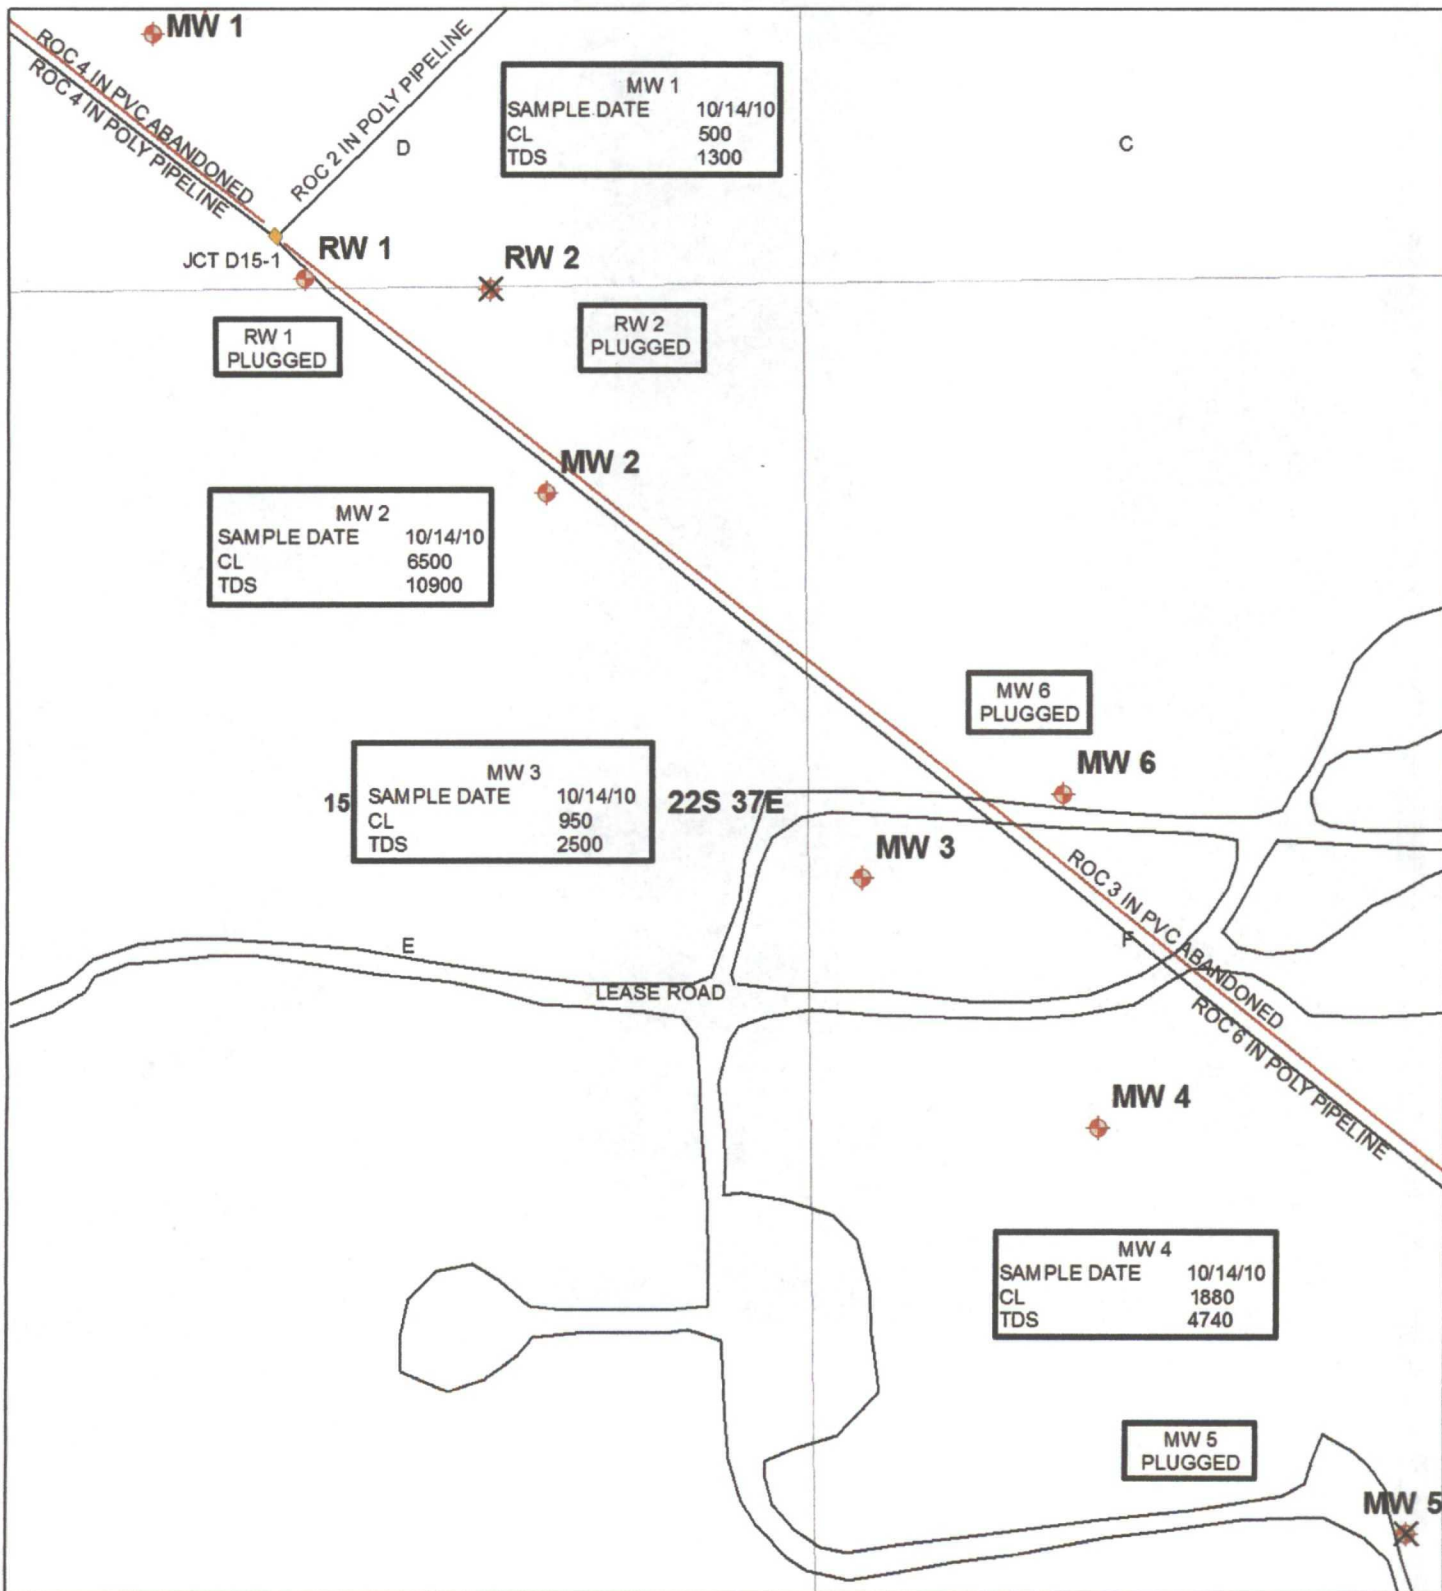 MW 1
ROC 4 IN PVC ABANDONED
ROC 4 IN POLY PIPELINE
ROC 2 IN POLY PIPELINE
D
C
MW 1
SAMPLE DATE 10/14/10
CL 500
TDS 1300
JCT D15-1
RW 1
RW 2
RW 1
PLUGGED
RW 2
PLUGGED
MW 2
MW 2
SAMPLE DATE 10/14/10
CL 6500
TDS 10900
MW 6
PLUGGED
MW 6
15
MW 3
SAMPLE DATE 10/14/10
CL 950
TDS 2500
22S 37E
MW 3
ROC 3 IN PVC ABANDONED
E
F
LEASE ROAD
ROC 6 IN POLY PIPELINE
MW 4
MW 4
SAMPLE DATE 10/14/10
CL 1880
TDS 4740
MW 5
PLUGGED
MW 5